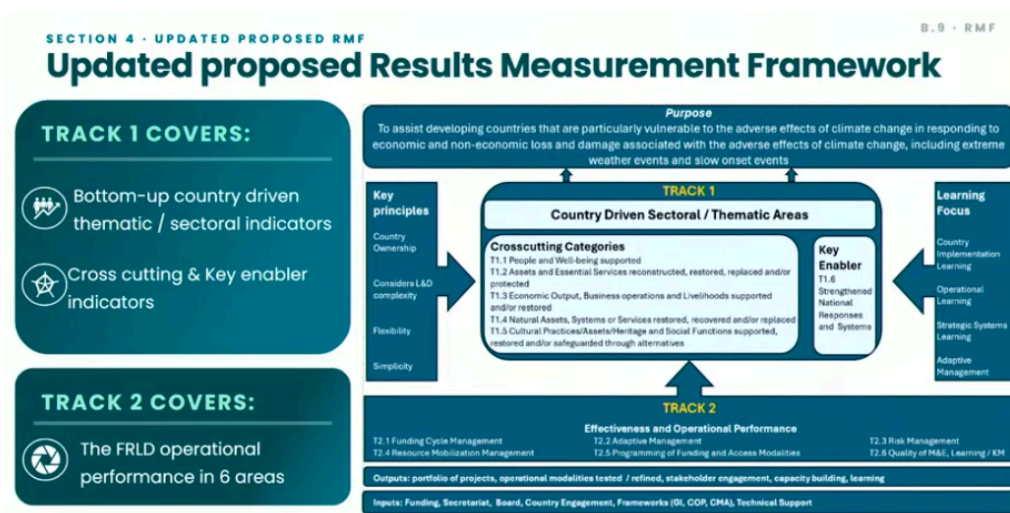 B.9 · RMF
SECTION 4 · UPDATED PROPOSED RMF
Updated proposed Results Measurement Framework
TRACK 1 COVERS:
Bottom-up country driven
thematic / sectoral indicators
Cross cutting & Key enabler
indicators
TRACK 2 COVERS:
The FRLD operational
performance in 6 areas
Purpose
To assist developing countries that are particularly vulnerable to the adverse effects of climate change in responding to
economic and non-economic loss and damage associated with the adverse effects of climate change, including extreme
weather events and slow onset events
Key
principles
Country
Ownership
Considers L&D
complexity
Flexibility
Simplicity
TRACK 1
Country Driven Sectoral / Thematic Areas
Crosscutting Categories
T1.1 People and Well-being supported
T1.2 Assets and Essential Services reconstructed, restored, replaced and/or
protected
T1.3 Economic Output, Business operations and Livelihoods supported
and/or restored
T1.4 Natural Assets, Systems or Services restored, recovered and/or replaced
T1.5 Cultural Practices/Assets/Heritage and Social Functions supported,
restored and/or safeguarded through alternatives
Key
Enabler
T1.6
Strengthened
National
Responses
and Systems
Learning
Focus
Country
Implementation
Learning
Operational
Learning
Strategic Systems
Learning
Adaptive
Management
TRACK 2
Effectiveness and Operational Performance
T2.1 Funding Cycle Management
T2.2 Adaptive Management
T2.3 Risk Management
T2.4 Resource Mobilization Management
T2.5 Programming of Funding and Access Modalities
T2.6 Quality of M&E, Learning / KM
Outputs: portfolio of projects, operational modalities tested / refined, stakeholder engagement, capacity building, learning
Inputs: Funding, Secretariat, Board, Country Engagement, Frameworks (GI, COP, CMA), Technical Support